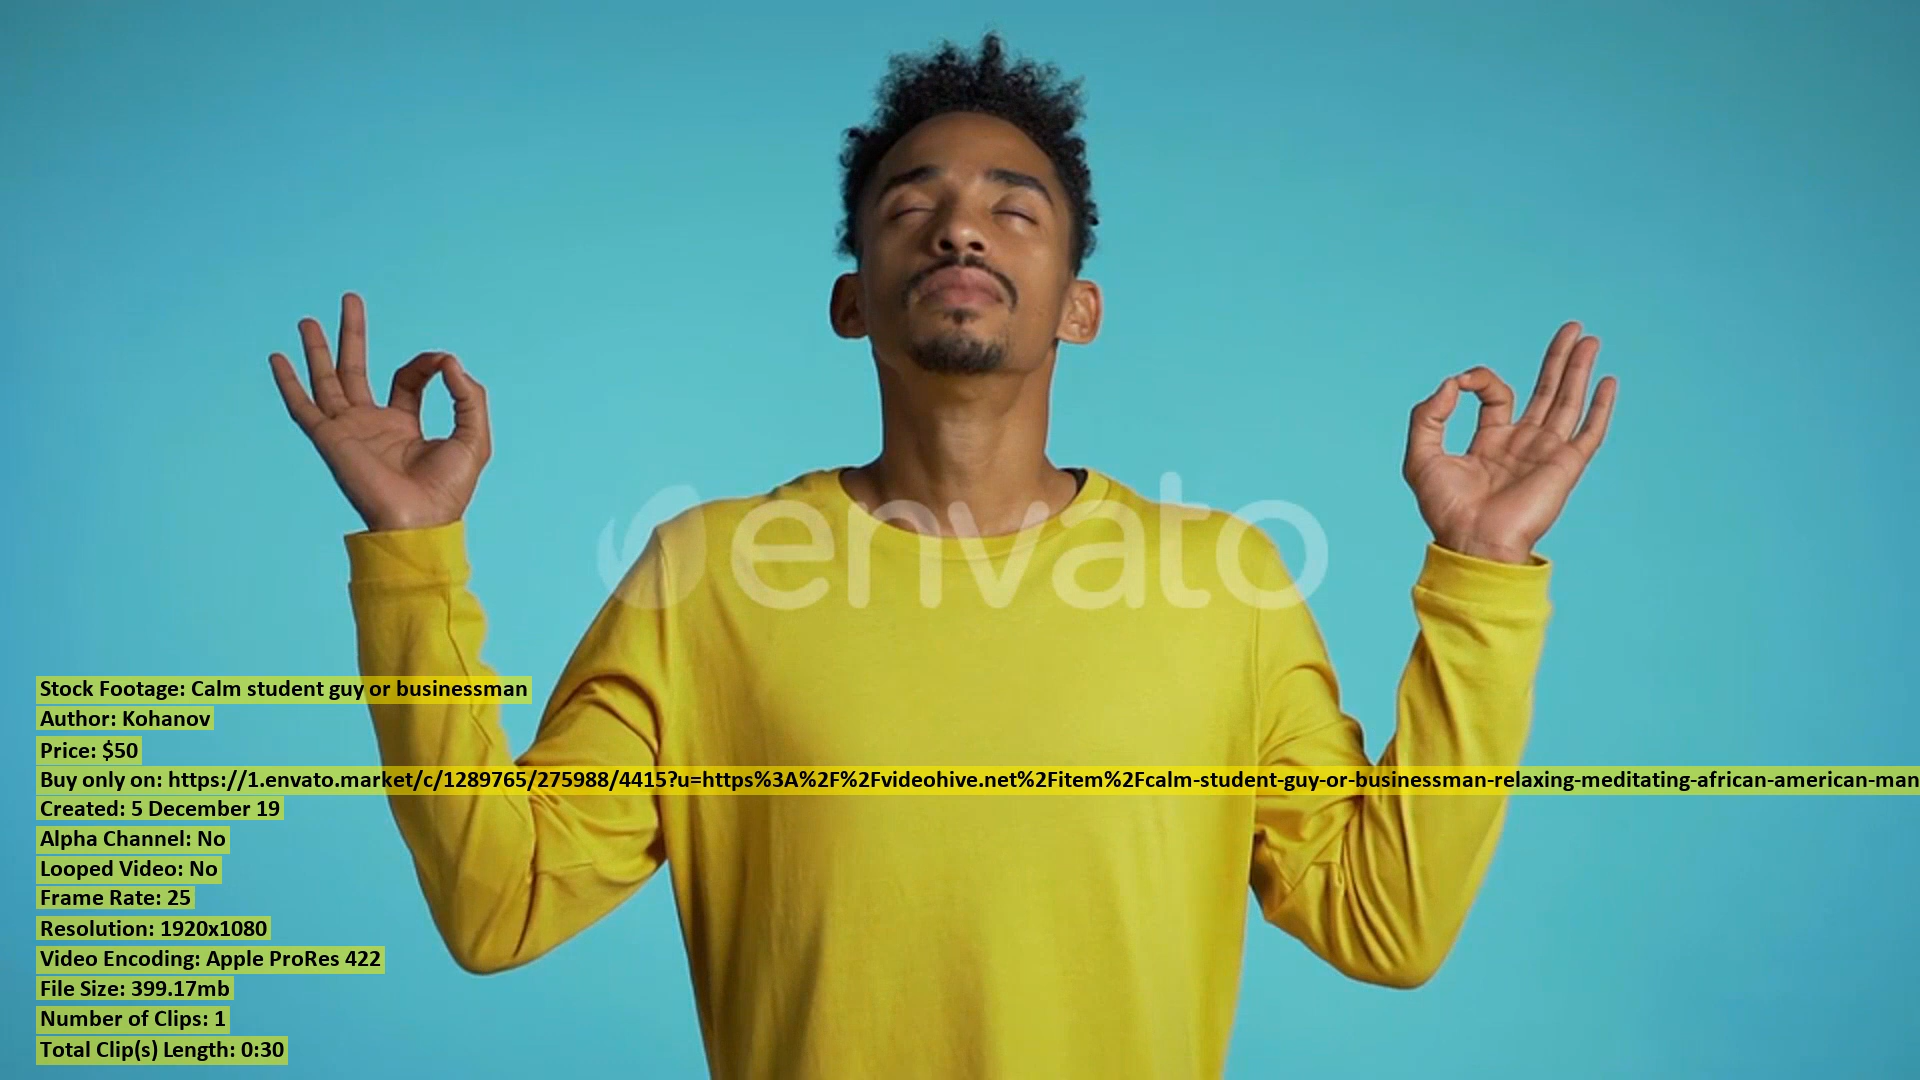 envato
Stock Footage: Calm student guy or businessman
Author: Kohanov
Price: $50
Buy only on: https://1.envato.market/c/1289765/275988/4415?u=https%3A%2F%2Fvideohive.net%2Fitem%2Fcalm-student-guy-or-businessman-relaxing-meditating-african-american-man
Created: 5 December 19
Alpha Channel: No
Looped Video: No
Frame Rate: 25
Resolution: 1920x1080
Video Encoding: Apple ProRes 422
File Size: 399.17mb
Number of Clips: 1
Total Clip(s) Length: 0:30